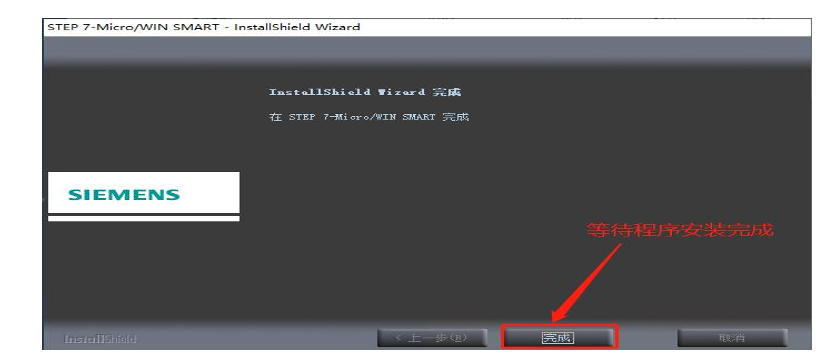 STEP 7-Micro/WIN SMART - InstallShield Wizard
InstallShield Wizard 完成
在 STEP 7-Micro/WIN SMART 完成
SIEMENS
等待程序安装完成
InstallShield
< 上一步(B)
完成
取消